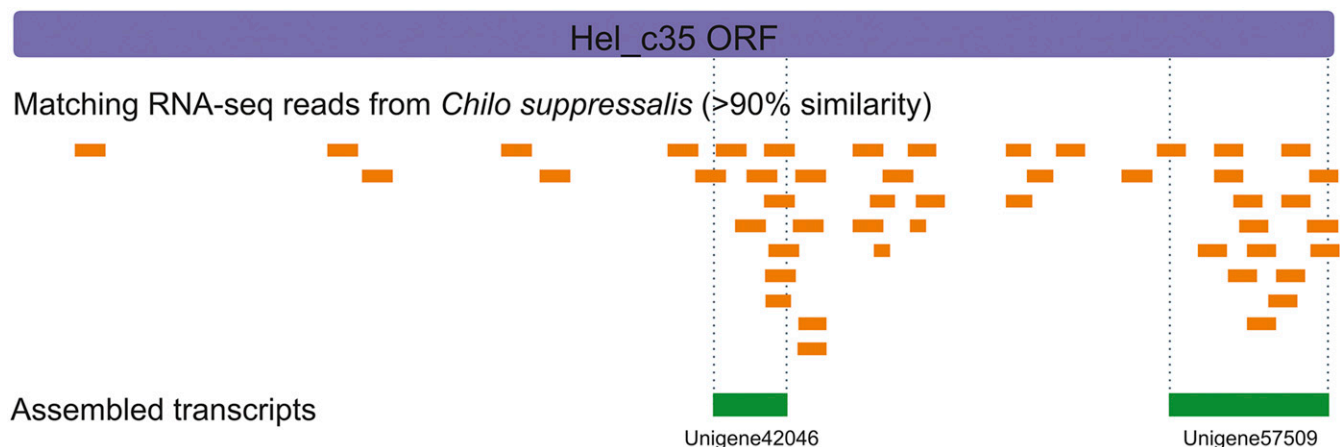 Hel_c35 ORF
Matching RNA-seq reads from Chilo suppressalis (>90% similarity)
Assembled transcripts
Unigene42046
Unigene57509